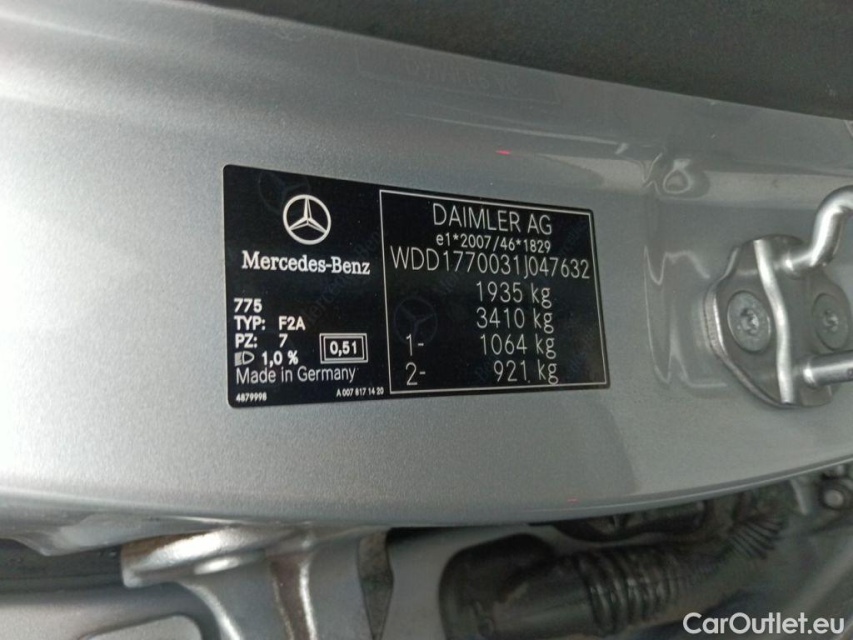 Mercedes-Benz
775
TYP: F2A
PZ: 7
1,0 %
0,51
Made in Germany
4879998
A 007 817 14 20
DAIMLER AG
e1*2007/46*1829
WDD1770031J047632
1935 kg
3410 kg
1- 1064 kg
2- 921 kg
CarOutlet.eu